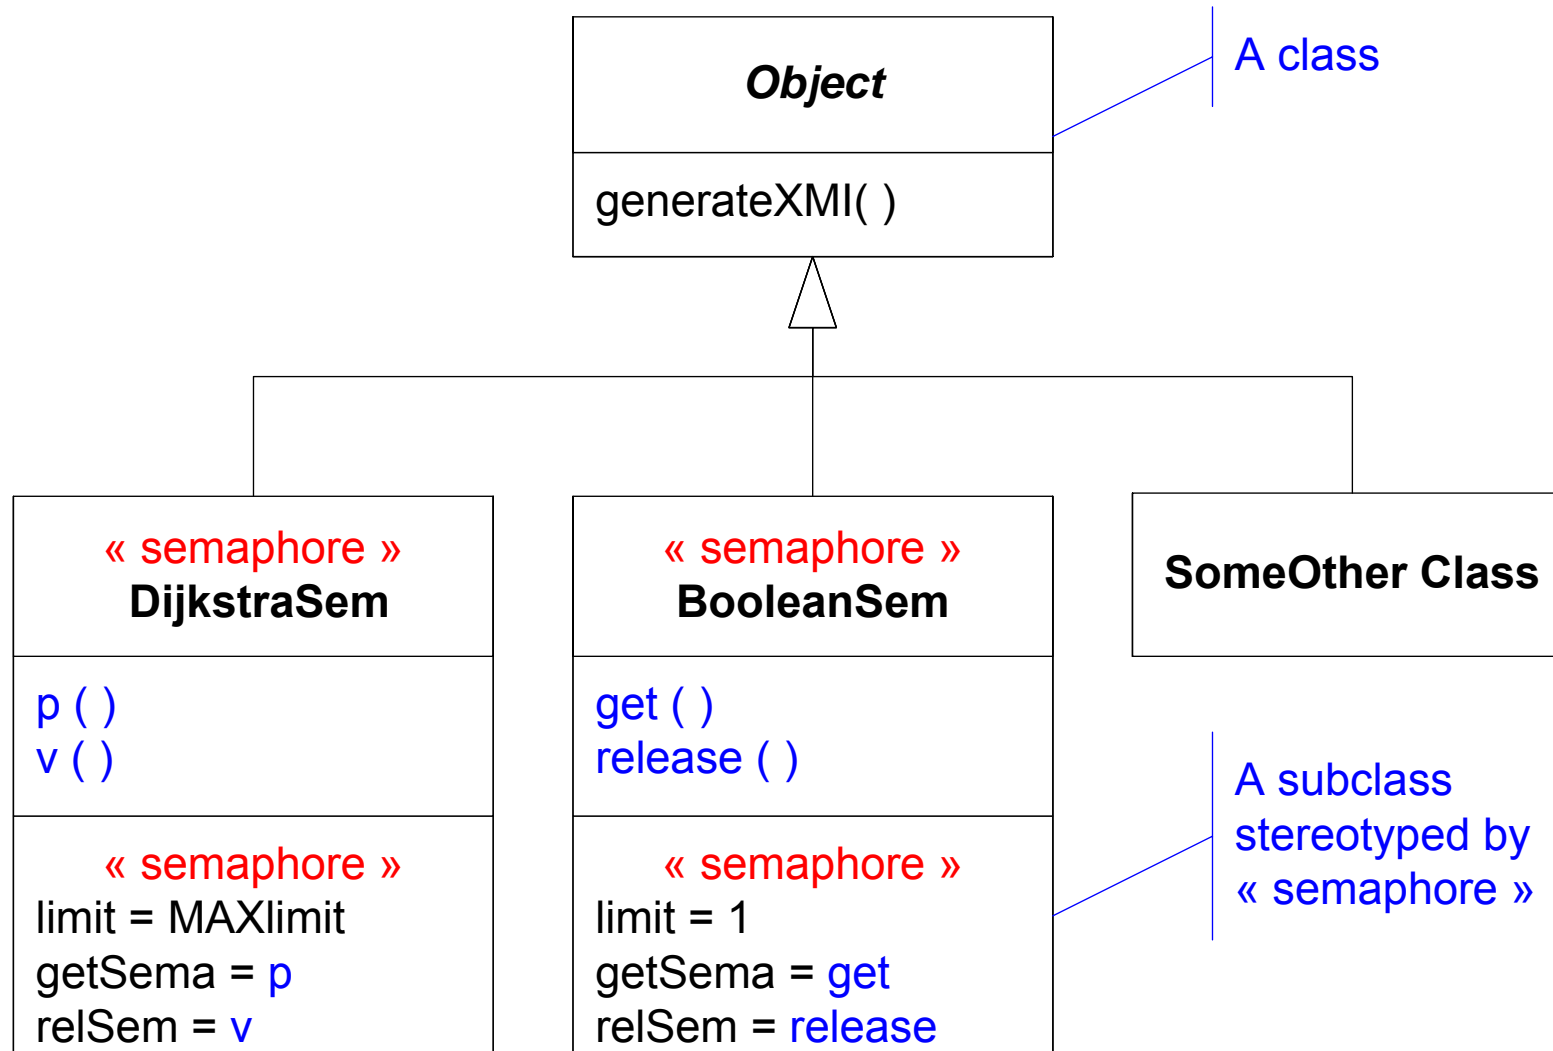 Object
A class
generateXMI( )
« semaphore »
DijkstraSem
p ( )
v ( )
« semaphore »
limit = MAXlimit
getSema = p
relSem = v
« semaphore »
BooleanSem
get ( )
release ( )
« semaphore »
limit = 1
getSema = get
relSem = release
SomeOther Class
A subclass
stereotyped by
« semaphore »